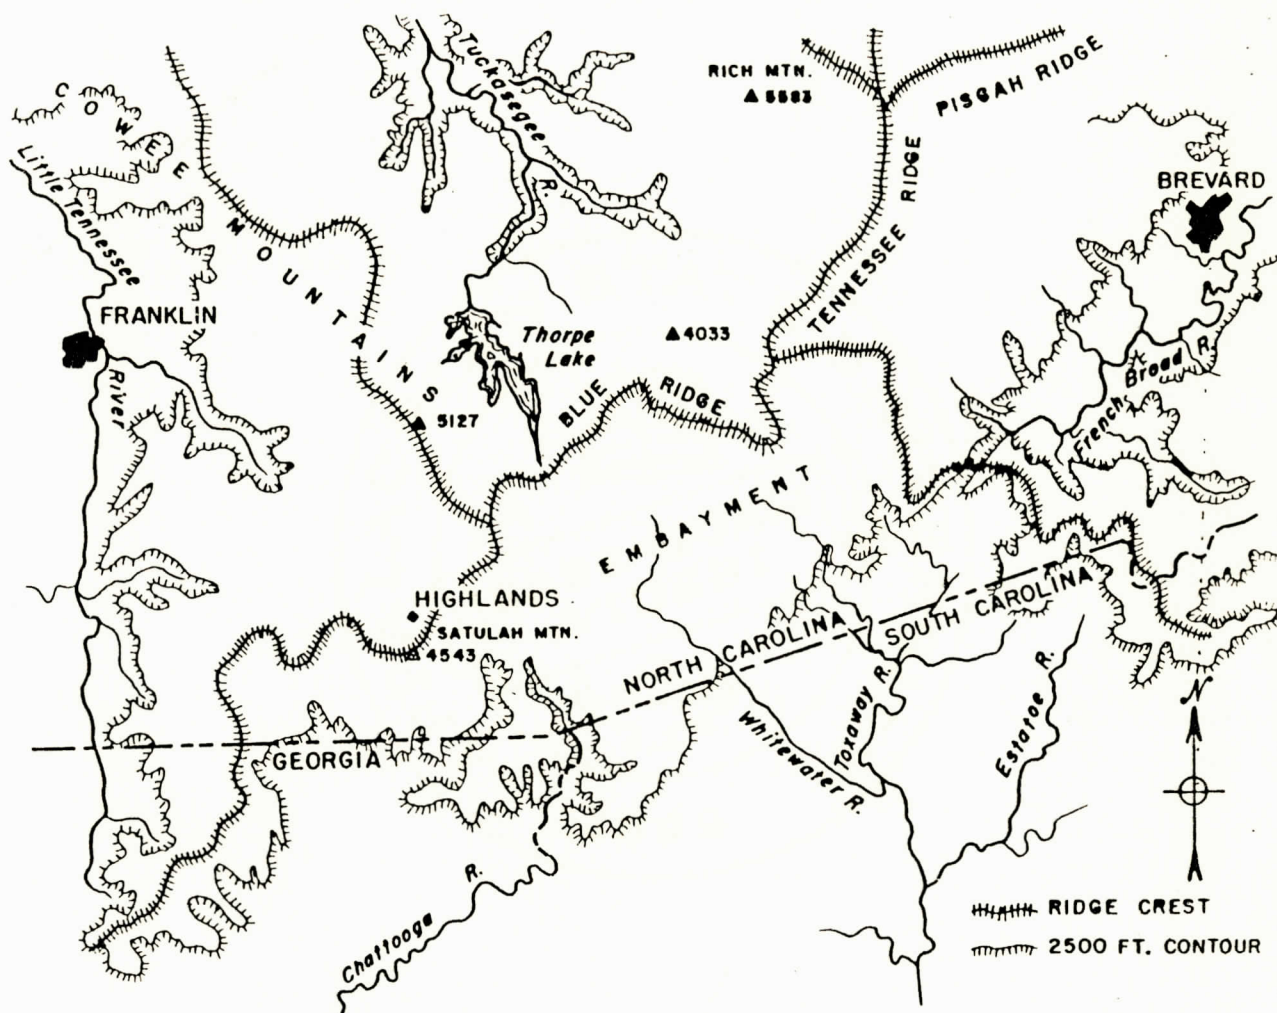 COWEE MOUNTAINS
Tuckasegee R.
RICH MTN.
▲ 5583
PISGAH RIDGE
TENNESSEE RIDGE
BREVARD
Little Tennessee River
FRANKLIN
Thorpe
Lake
▲4033
▲ 5127
BLUE RIDGE
French Broad R.
EMBAYMENT
HIGHLANDS
SATULAH MTN.
4543
NORTH CAROLINA
SOUTH CAROLINA
GEORGIA
Whitewater R.
Toxaway R.
Estatoe R.
Chattooga R.
N
RIDGE CREST
2500 FT. CONTOUR